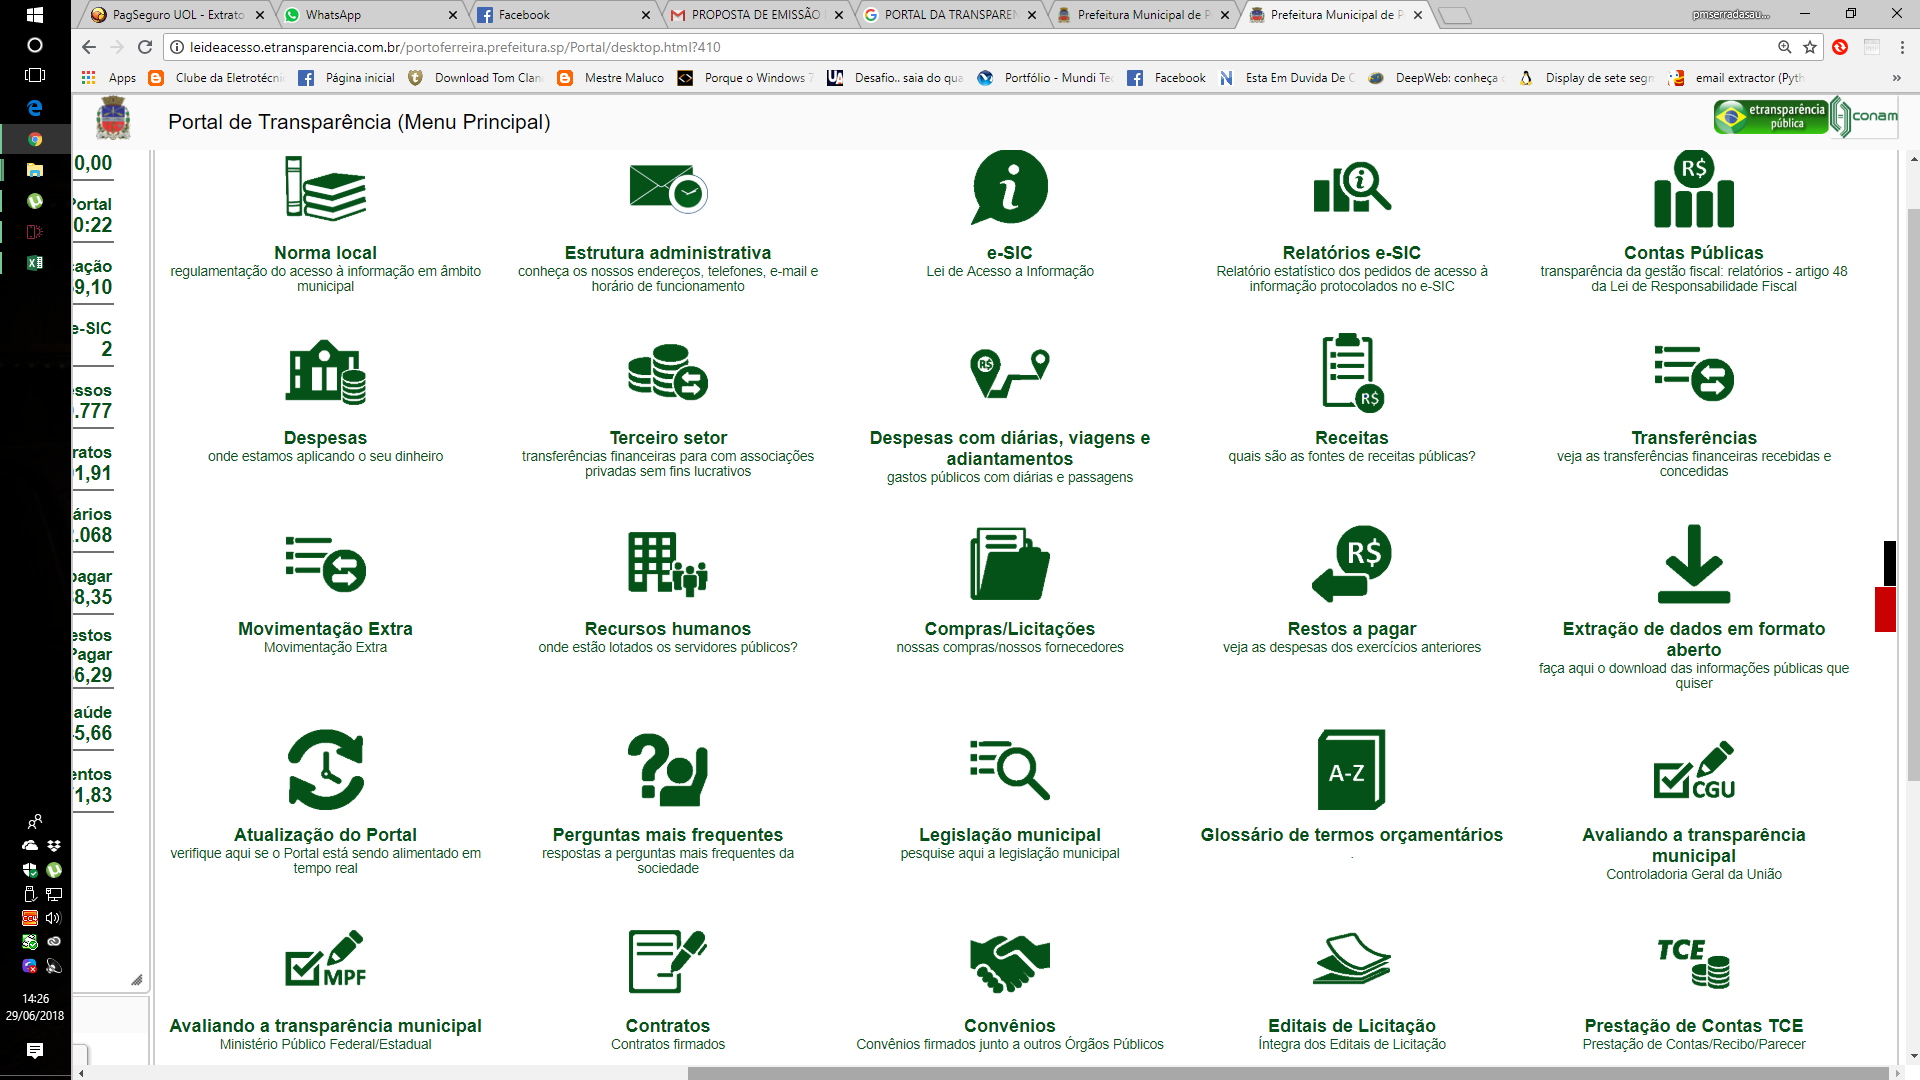 PagSeguro UOL - Extrato
WhatsApp
Facebook
PROPOSTA DE EMISSÃO
PORTAL DA TRANSPAREN
Prefeitura Municipal de P
Prefeitura Municipal de P
pmserradasau...
leideacesso.etransparencia.com.br/portoferreira.prefeitura.sp/Portal/desktop.html?410
Apps
Clube da Eletrotécni
Página inicial
Download Tom Clan
Mestre Maluco
Porque o Windows 7
Desafio.. saia do qua
Portfólio - Mundi Tec
Facebook
Esta Em Duvida De C
DeepWeb: conheça
Display de sete segm
email extractor (Pyth
»
Portal de Transparência (Menu Principal)
etransparência
pública
conam
0,00
Portal
0:22
cação
9,10
e-SIC
2
essos
.777
ratos
1,91
ários
.068
pagar
8,35
estos
Pagar
6,29
aúde
5,66
entos
1,83
Norma local
regulamentação do acesso à informação em âmbito
municipal
Estrutura administrativa
conheça os nossos endereços, telefones, e-mail e
horário de funcionamento
e-SIC
Lei de Acesso a Informação
Relatórios e-SIC
Relatório estatístico dos pedidos de acesso à
informação protocolados no e-SIC
R$
Contas Públicas
transparência da gestão fiscal: relatórios - artigo 48
da Lei de Responsabilidade Fiscal
Despesas
onde estamos aplicando o seu dinheiro
Terceiro setor
transferências financeiras para com associações
privadas sem fins lucrativos
R$
Despesas com diárias, viagens e
adiantamentos
gastos públicos com diárias e passagens
R$
Receitas
quais são as fontes de receitas públicas?
Transferências
veja as transferências financeiras recebidas e
concedidas
Movimentação Extra
Movimentação Extra
Recursos humanos
onde estão lotados os servidores públicos?
Compras/Licitações
nossas compras/nossos fornecedores
R$
Restos a pagar
veja as despesas dos exercícios anteriores
Extração de dados em formato
aberto
faça aqui o download das informações públicas que
quiser
Atualização do Portal
verifique aqui se o Portal está sendo alimentado em
tempo real
Perguntas mais frequentes
respostas a perguntas mais frequentes da
sociedade
Legislação municipal
pesquise aqui a legislação municipal
A-Z
Glossário de termos orçamentários
.
CGU
Avaliando a transparência
municipal
Controladoria Geral da União
MPF
Avaliando a transparência municipal
Ministério Público Federal/Estadual
Contratos
Contratos firmados
Convênios
Convênios firmados junto a outros Órgãos Públicos
Editais de Licitação
Íntegra dos Editais de Licitação
TCE
Prestação de Contas TCE
Prestação de Contas/Recibo/Parecer
14:26
29/06/2018